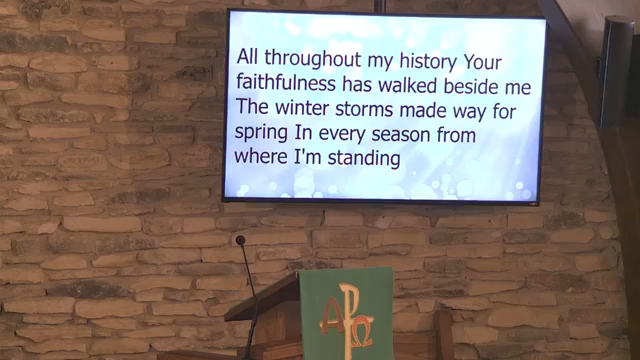 All throughout my history Your
faithfulness has walked beside me
The winter storms made way for
spring In every season from
where I'm standing
Α Ω